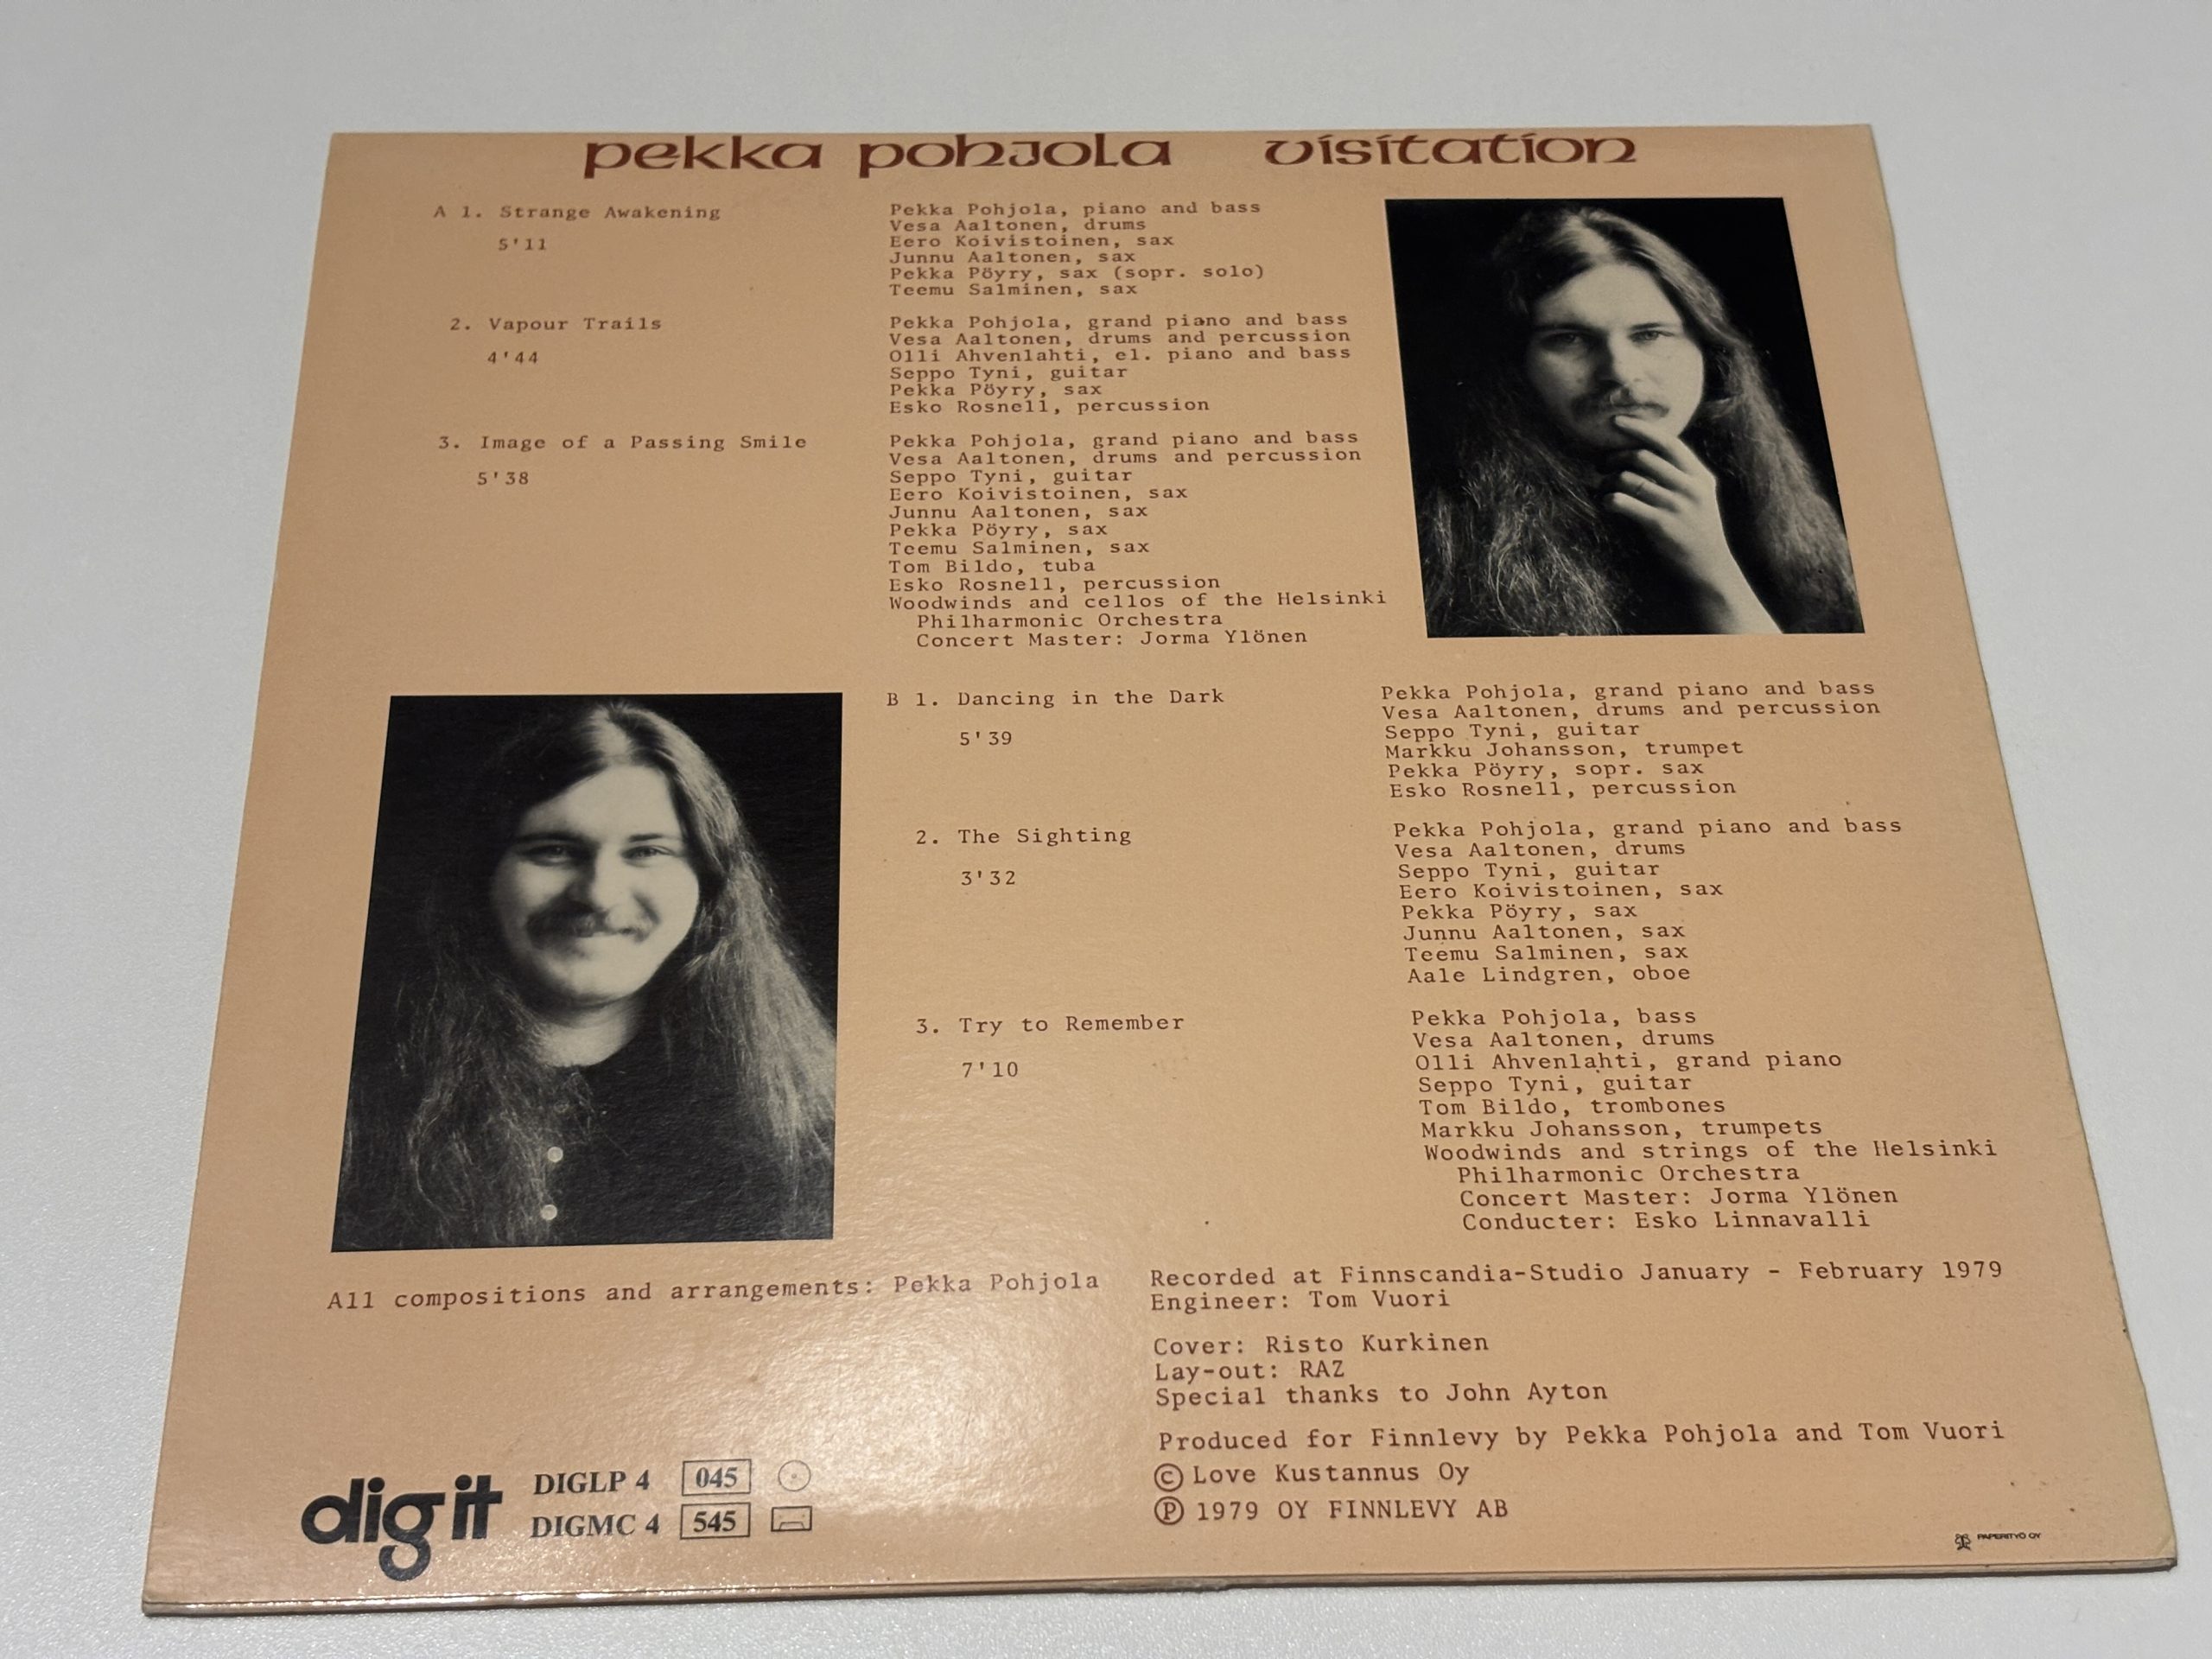 pekka pohjola visitation
A 1. Strange Awakening
5'11
Pekka Pohjola, piano and bass
Vesa Aaltonen, drums
Eero Koivistoinen, sax
Junnu Aaltonen, sax
Pekka Pöyry, sax (sopr. solo)
Teemu Salminen, sax
2. Vapour Trails
4'44
Pekka Pohjola, grand piano and bass
Vesa Aaltonen, drums and percussion
Olli Ahvenlahti, el. piano and bass
Seppo Tyni, guitar
Pekka Pöyry, sax
Esko Rosnell, percussion
3. Image of a Passing Smile
5'38
Pekka Pohjola, grand piano and bass
Vesa Aaltonen, drums and percussion
Seppo Tyni, guitar
Eero Koivistoinen, sax
Junnu Aaltonen, sax
Pekka Pöyry, sax
Teemu Salminen, sax
Tom Bildo, tuba
Esko Rosnell, percussion
Woodwinds and cellos of the Helsinki
Philharmonic Orchestra
Concert Master: Jorma Ylönen
B 1. Dancing in the Dark
5'39
Pekka Pohjola, grand piano and bass
Vesa Aaltonen, drums and percussion
Seppo Tyni, guitar
Markku Johansson, trumpet
Pekka Pöyry, sopr. sax
Esko Rosnell, percussion
2. The Sighting
3'32
Pekka Pohjola, grand piano and bass
Vesa Aaltonen, drums
Seppo Tyni, guitar
Eero Koivistoinen, sax
Pekka Pöyry, sax
Junnu Aaltonen, sax
Teemu Salminen, sax
Aale Lindgren, oboe
3. Try to Remember
7'10
Pekka Pohjola, bass
Vesa Aaltonen, drums
Olli Ahvenlahti, grand piano
Seppo Tyni, guitar
Tom Bildo, trombones
Markku Johansson, trumpets
Woodwinds and strings of the Helsinki
Philharmonic Orchestra
Concert Master: Jorma Ylönen
Conducter: Esko Linnavalli
All compositions and arrangements: Pekka Pohjola
Recorded at Finnscandia-Studio January - February 1979
Engineer: Tom Vuori
Cover: Risto Kurkinen
Lay-out: RAZ
Special thanks to John Ayton
Produced for Finnlevy by Pekka Pohjola and Tom Vuori
© Love Kustannus Oy
℗ 1979 OY FINNLEVY AB
digit
DIGLP 4 045
DIGMC 4 545
PAPERITYÖ OY